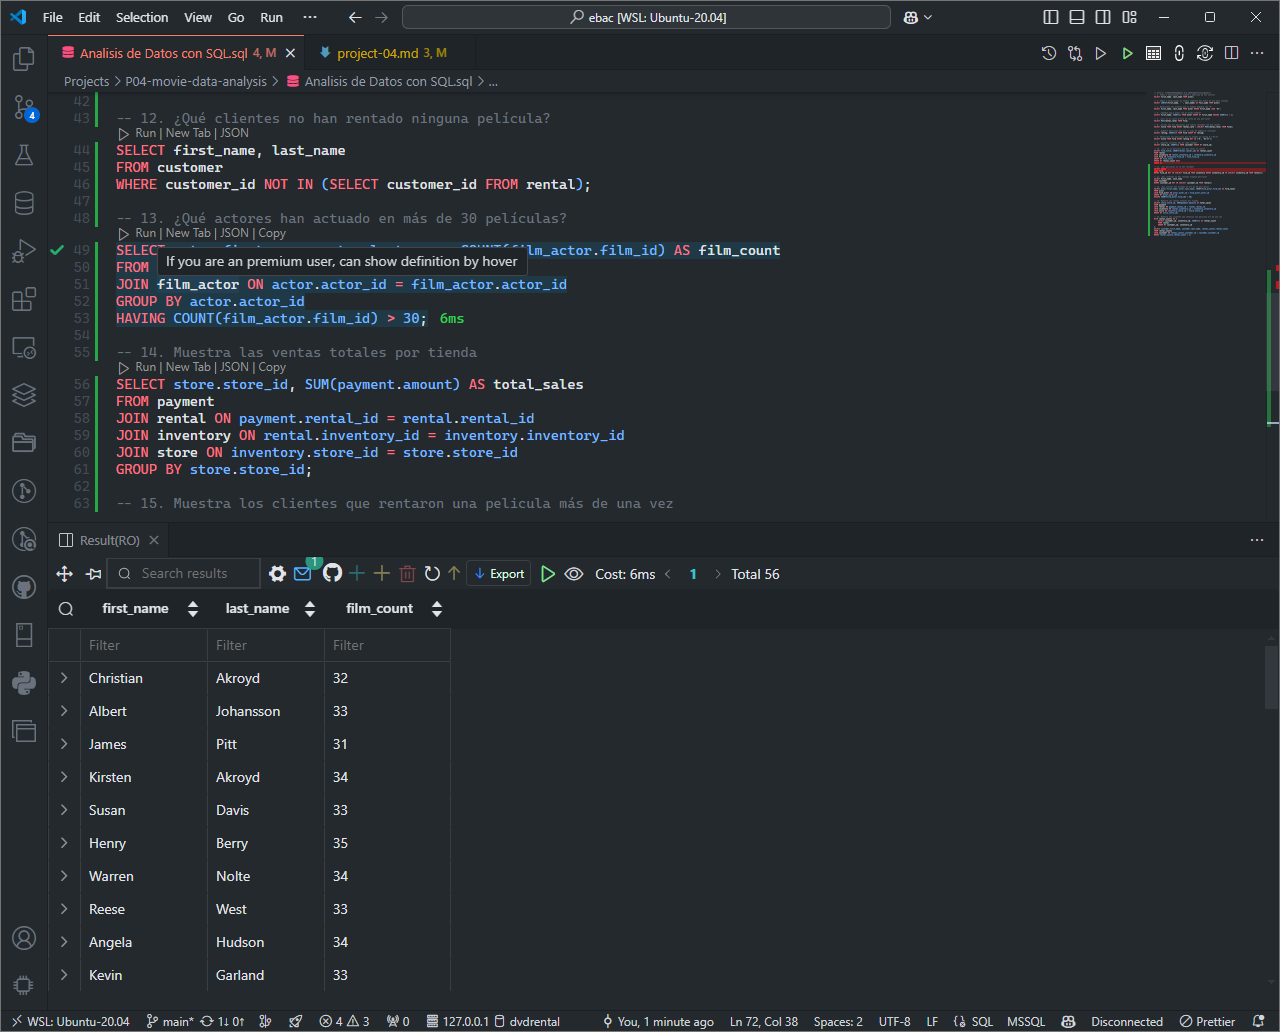 File Edit Selection View Go Run ··· ebac [WSL: Ubuntu-20.04]
Analisis de Datos con SQL.sql 4, M project-04.md 3, M
Projects > P04-movie-data-analysis > Analisis de Datos con SQL.sql > ...
42
43 -- 12. ¿Qué clientes no han rentado ninguna película?
Run | New Tab | JSON
44 SELECT first_name, last_name
45 FROM customer
46 WHERE customer_id NOT IN (SELECT customer_id FROM rental);
47
48 -- 13. ¿Qué actores han actuado en más de 30 películas?
Run | New Tab | JSON | Copy
49 SELECT COUNT(film_actor.film_id) AS film_count
If you are an premium user, can show definition by hover
50 FROM
51 JOIN film_actor ON actor.actor_id = film_actor.actor_id
52 GROUP BY actor.actor_id
53 HAVING COUNT(film_actor.film_id) > 30; 6ms
54
55 -- 14. Muestra las ventas totales por tienda
Run | New Tab | JSON | Copy
56 SELECT store.store_id, SUM(payment.amount) AS total_sales
57 FROM payment
58 JOIN rental ON payment.rental_id = rental.rental_id
59 JOIN inventory ON rental.inventory_id = inventory.inventory_id
60 JOIN store ON inventory.store_id = store.store_id
61 GROUP BY store.store_id;
62
63 -- 15. Muestra los clientes que rentaron una pelicula más de una vez
4
Result(RO)
Search results 1 Export Cost: 6ms < 1 > Total 56
first_name last_name film_count
Filter Filter Filter
Christian Akroyd 32
Albert Johansson 33
James Pitt 31
Kirsten Akroyd 34
Susan Davis 33
Henry Berry 35
Warren Nolte 34
Reese West 33
Angela Hudson 34
Kevin Garland 33
WSL: Ubuntu-20.04 main* 1↓ 0↑ 4 3 0 127.0.0.1 dvdrental You, 1 minute ago Ln 72, Col 38 Spaces: 2 UTF-8 LF SQL MSSQL Disconnected Prettier